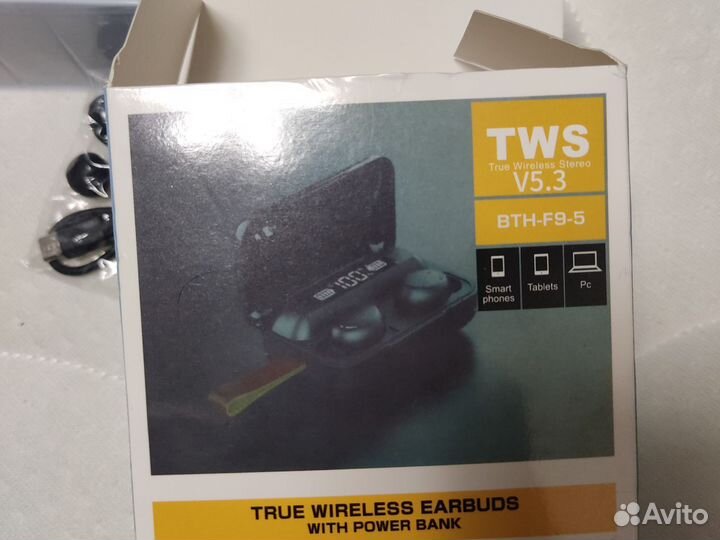 TWS
True Wireless Stereo
V5.3
BTH-F9-5
Smart phones
Tablets
Pc
100
TRUE WIRELESS EARBUDS
WITH POWER BANK
Avito